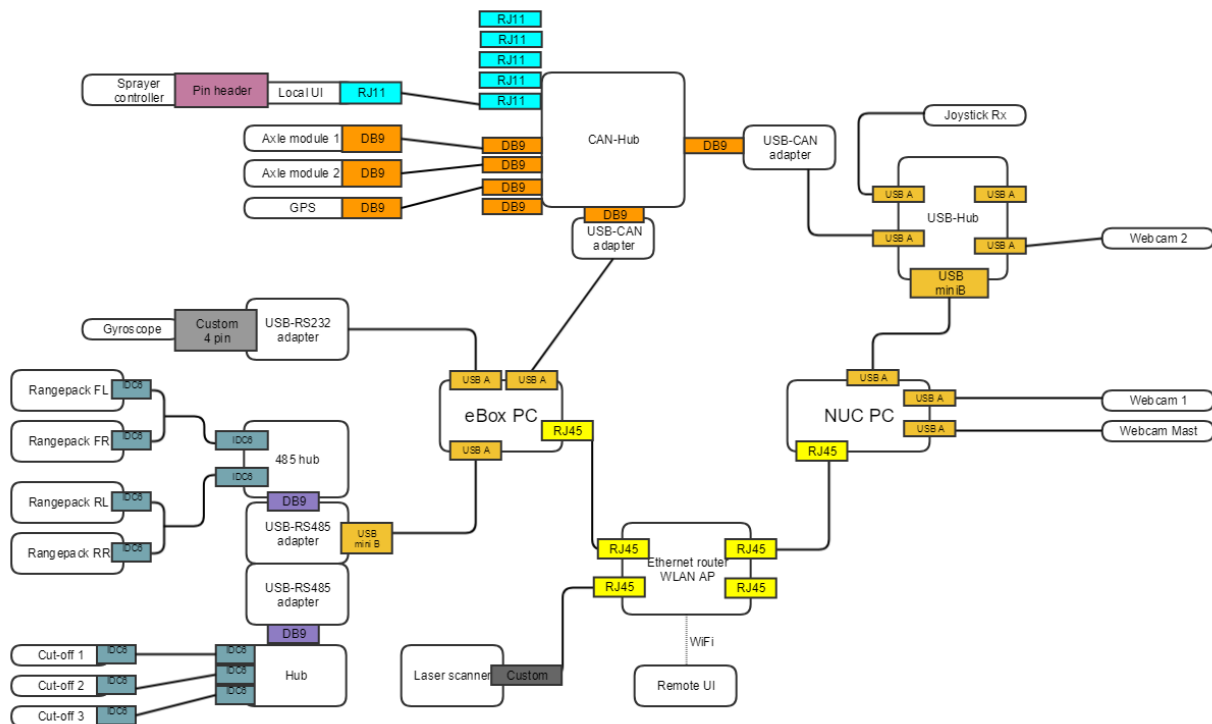 RJ11
RJ11
RJ11
RJ11
RJ11
Sprayer
controller
Pin header
Local UI
RJ11
CAN-Hub
Axle module 1
DB9
DB9
Axle module 2
DB9
DB9
GPS
DB9
DB9
DB9
DB9
USB-CAN
adapter
DB9
USB-CAN
adapter
Joystick Rx
USB A
USB A
USB-Hub
USB A
USB A
Webcam 2
USB
miniB
Gyroscope
Custom
4 pin
USB-RS232
adapter
USB A
USB A
eBox PC
RJ45
USB A
USB A
NUC PC
USB A
Webcam 1
USB A
Webcam Mast
RJ45
Rangepack FL
IDC6
Rangepack FR
IDC6
IDC6
485 hub
IDC6
Rangepack RL
IDC6
Rangepack RR
IDC6
DB9
USB-RS485
adapter
USB
mini B
USB-RS485
adapter
DB9
RJ45
RJ45
Ethernet router
WLAN AP
RJ45
RJ45
WiFi
Remote UI
Laser scanner
Custom
Cut-off 1
IDC6
IDC6
Cut-off 2
IDC6
IDC6
Hub
Cut-off 3
IDC6
IDC6